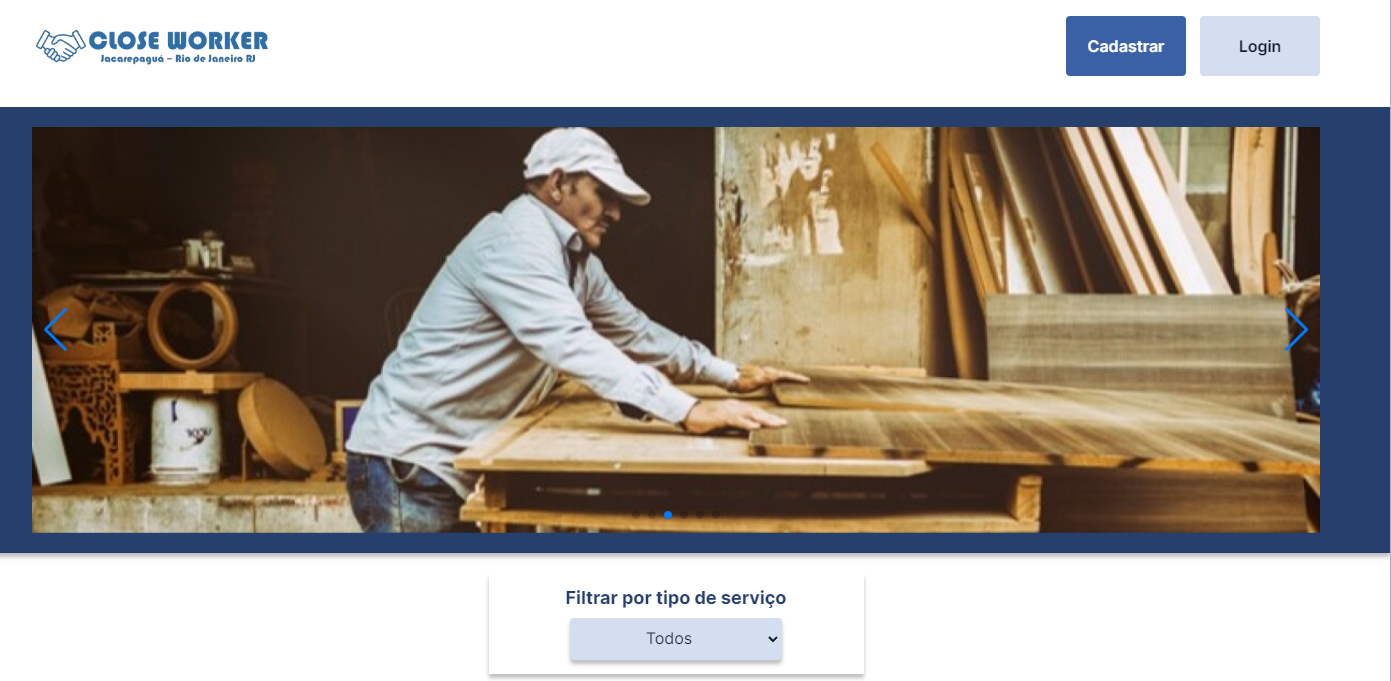 CLOSE WORKER
Jacarepaguá - Rio de Janeiro RJ
Cadastrar
Login
Filtrar por tipo de serviço
Todos